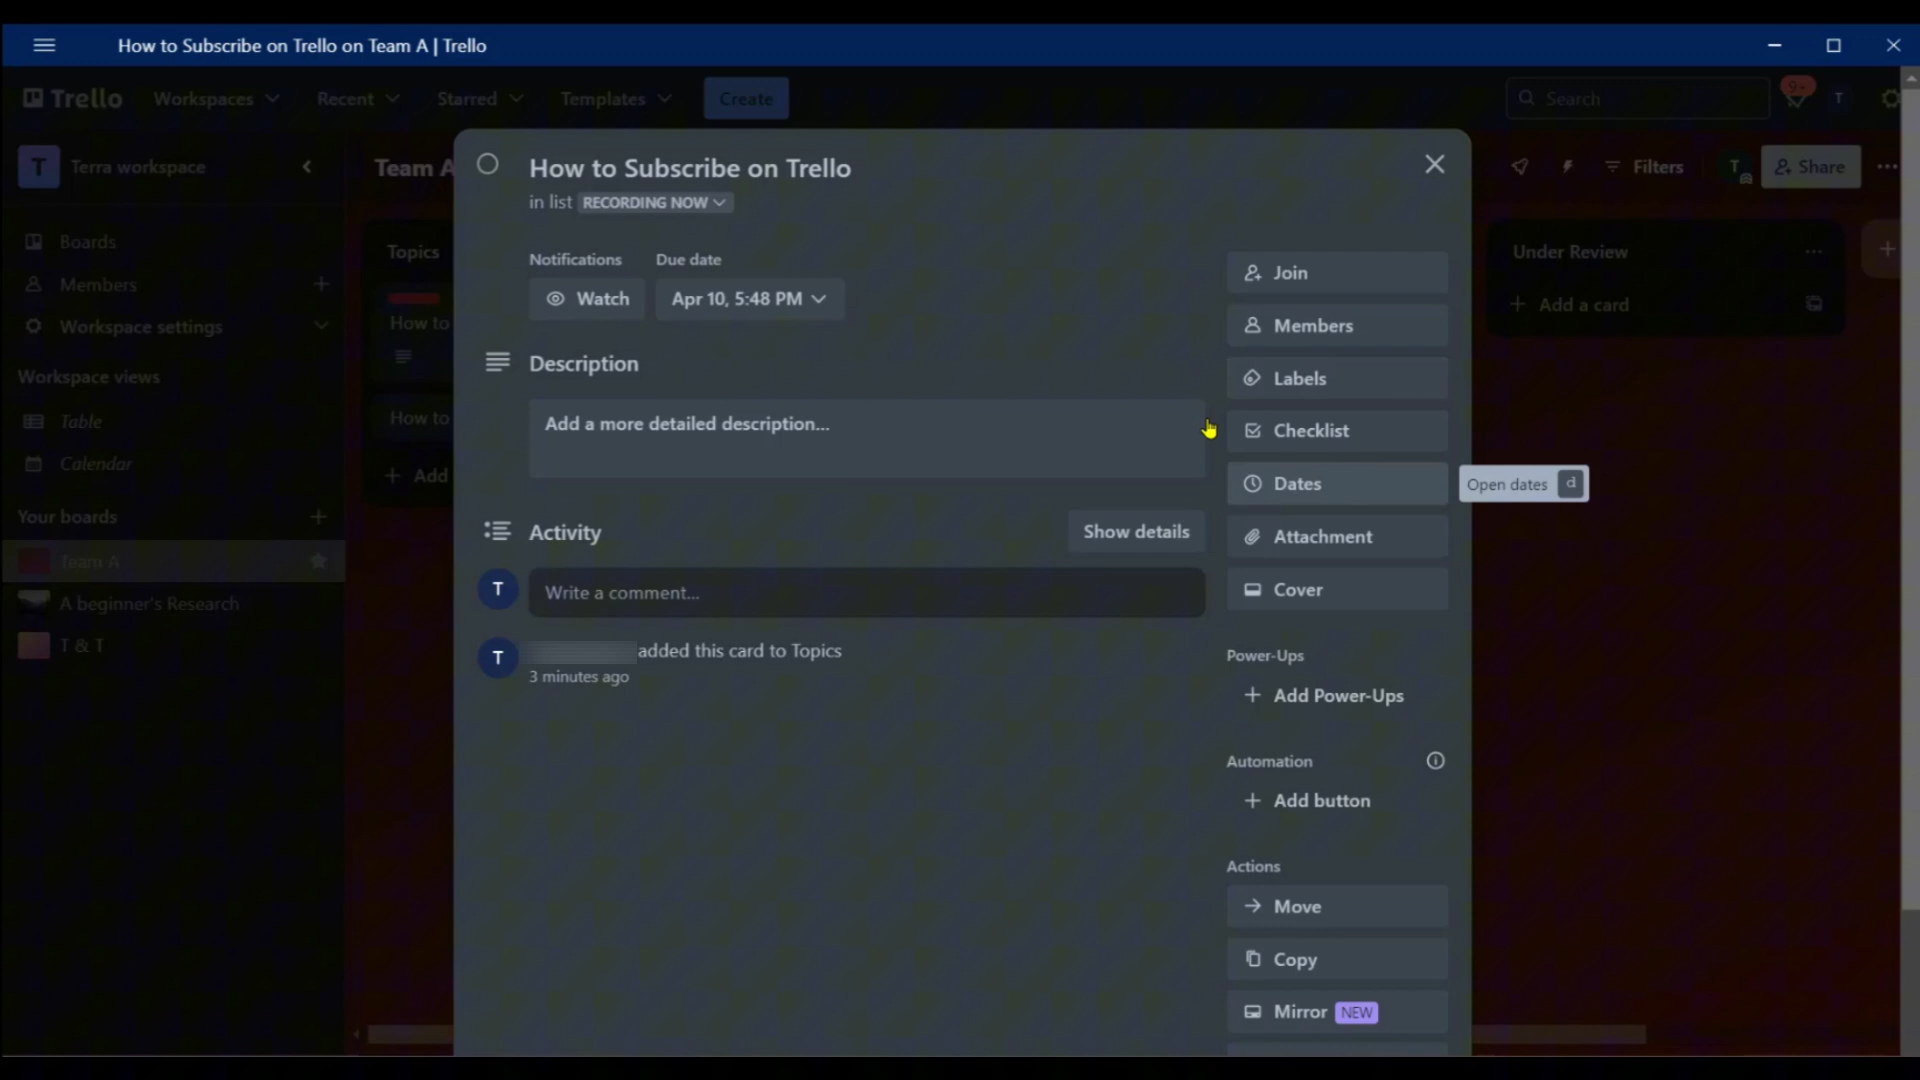 How to Subscribe on Trello on Team A | Trello
Trello Workspaces Recent Starred Templates Create Search 9+ T
T Terra workspace Team A Filters T Share
How to Subscribe on Trello
in list RECORDING NOW
Boards
Members
Workspace settings
Workspace views
Table
Calendar
Your boards
Team A
A beginner's Research
T & T
Topics
How to
How to
Add
Notifications
Watch
Due date
Apr 10, 5:48 PM
Description
Add a more detailed description...
Activity
Show details
T
Write a comment...
T
added this card to Topics
3 minutes ago
Join
Members
Labels
Checklist
Dates
Open dates d
Attachment
Cover
Power-Ups
Add Power-Ups
Automation
Add button
Actions
Move
Copy
Mirror NEW
Under Review
Add a card